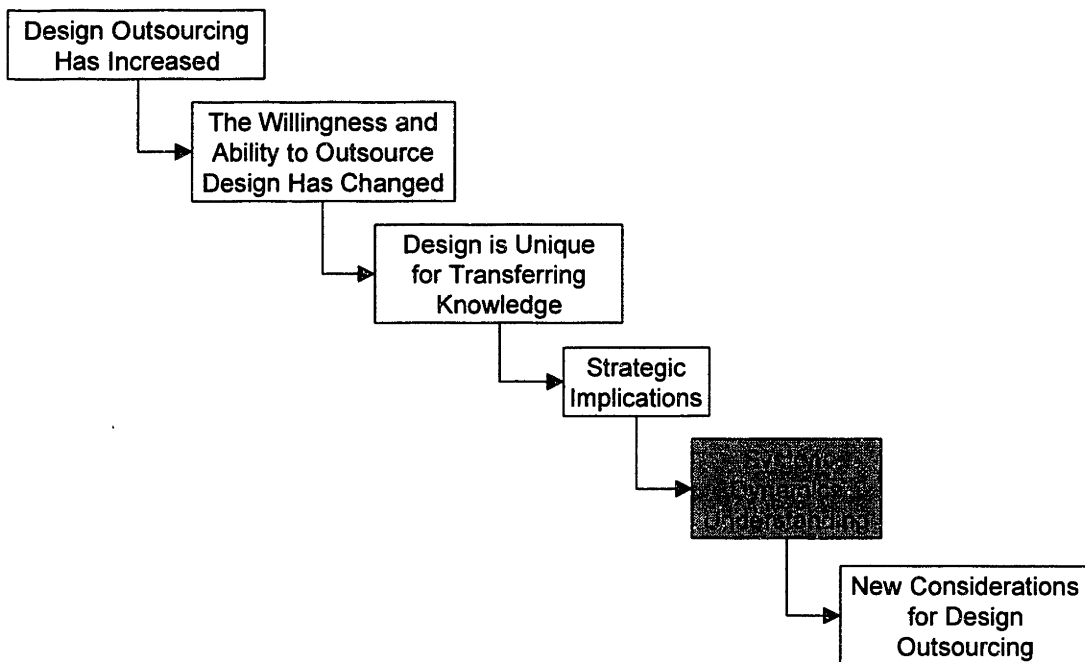 Design Outsourcing
Has Increased
The Willingness and
Ability to Outsource
Design Has Changed
Design is Unique
for Transferring
Knowledge
Strategic
Implications
Understanding
New Considerations
for Design
Outsourcing